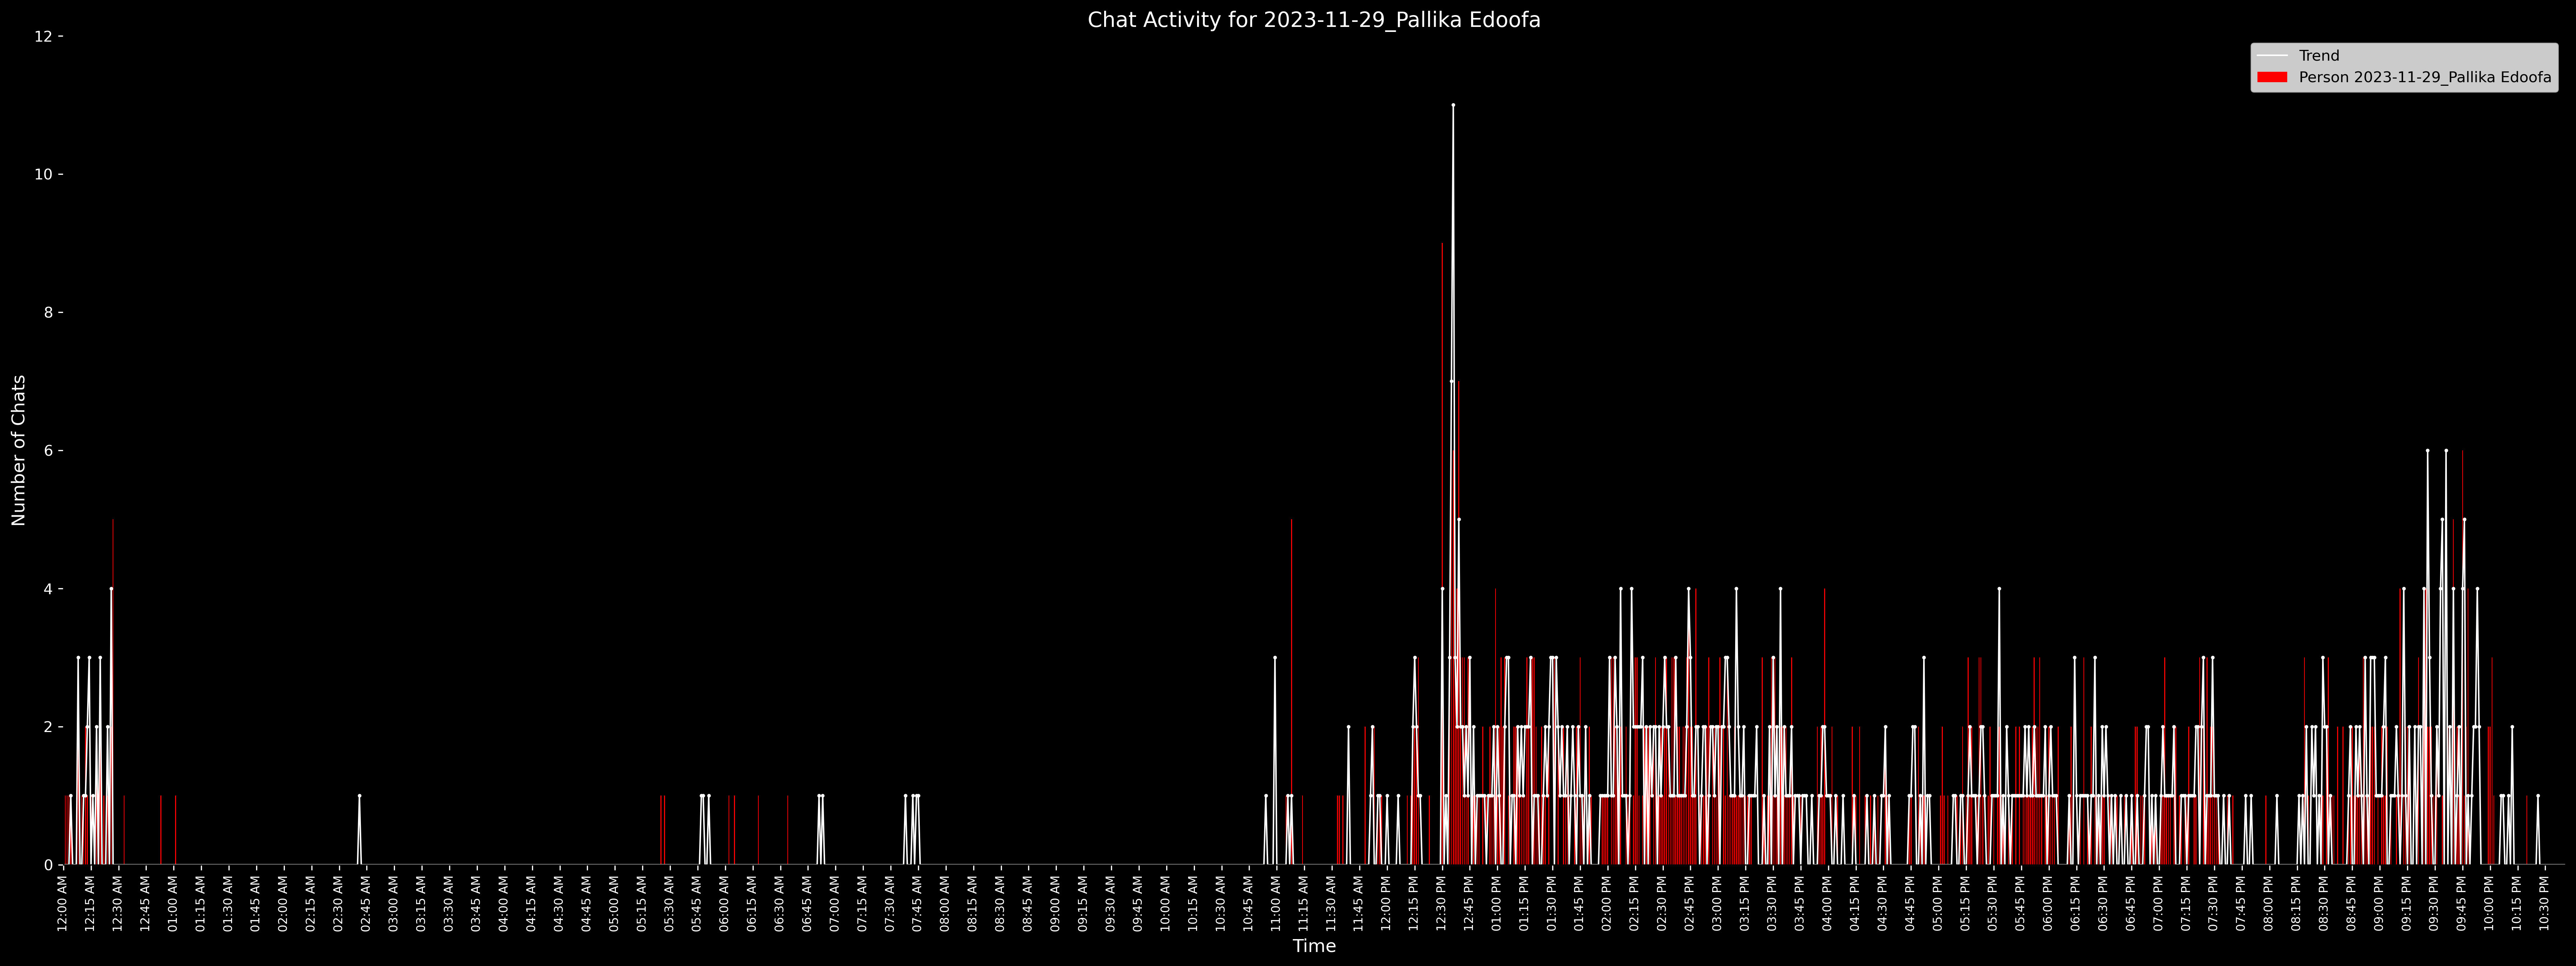 Chat Activity for 2023-11-29_Pallika Edoofa
Trend
Person 2023-11-29_Pallika Edoofa
Number of Chats
12
10
8
6
4
2
0
12:00 AM
12:15 AM
12:30 AM
12:45 AM
01:00 AM
01:15 AM
01:30 AM
01:45 AM
02:00 AM
02:15 AM
02:30 AM
02:45 AM
03:00 AM
03:15 AM
03:30 AM
03:45 AM
04:00 AM
04:15 AM
04:30 AM
04:45 AM
05:00 AM
05:15 AM
05:30 AM
05:45 AM
06:00 AM
06:15 AM
06:30 AM
06:45 AM
07:00 AM
07:15 AM
07:30 AM
07:45 AM
08:00 AM
08:15 AM
08:30 AM
08:45 AM
09:00 AM
09:15 AM
09:30 AM
09:45 AM
10:00 AM
10:15 AM
10:30 AM
10:45 AM
11:00 AM
11:15 AM
11:30 AM
11:45 AM
12:00 PM
12:15 PM
12:30 PM
12:45 PM
01:00 PM
01:15 PM
01:30 PM
01:45 PM
02:00 PM
02:15 PM
02:30 PM
02:45 PM
03:00 PM
03:15 PM
03:30 PM
03:45 PM
04:00 PM
04:15 PM
04:30 PM
04:45 PM
05:00 PM
05:15 PM
05:30 PM
05:45 PM
06:00 PM
06:15 PM
06:30 PM
06:45 PM
07:00 PM
07:15 PM
07:30 PM
07:45 PM
08:00 PM
08:15 PM
08:30 PM
08:45 PM
09:00 PM
09:15 PM
09:30 PM
09:45 PM
10:00 PM
10:15 PM
10:30 PM
Time